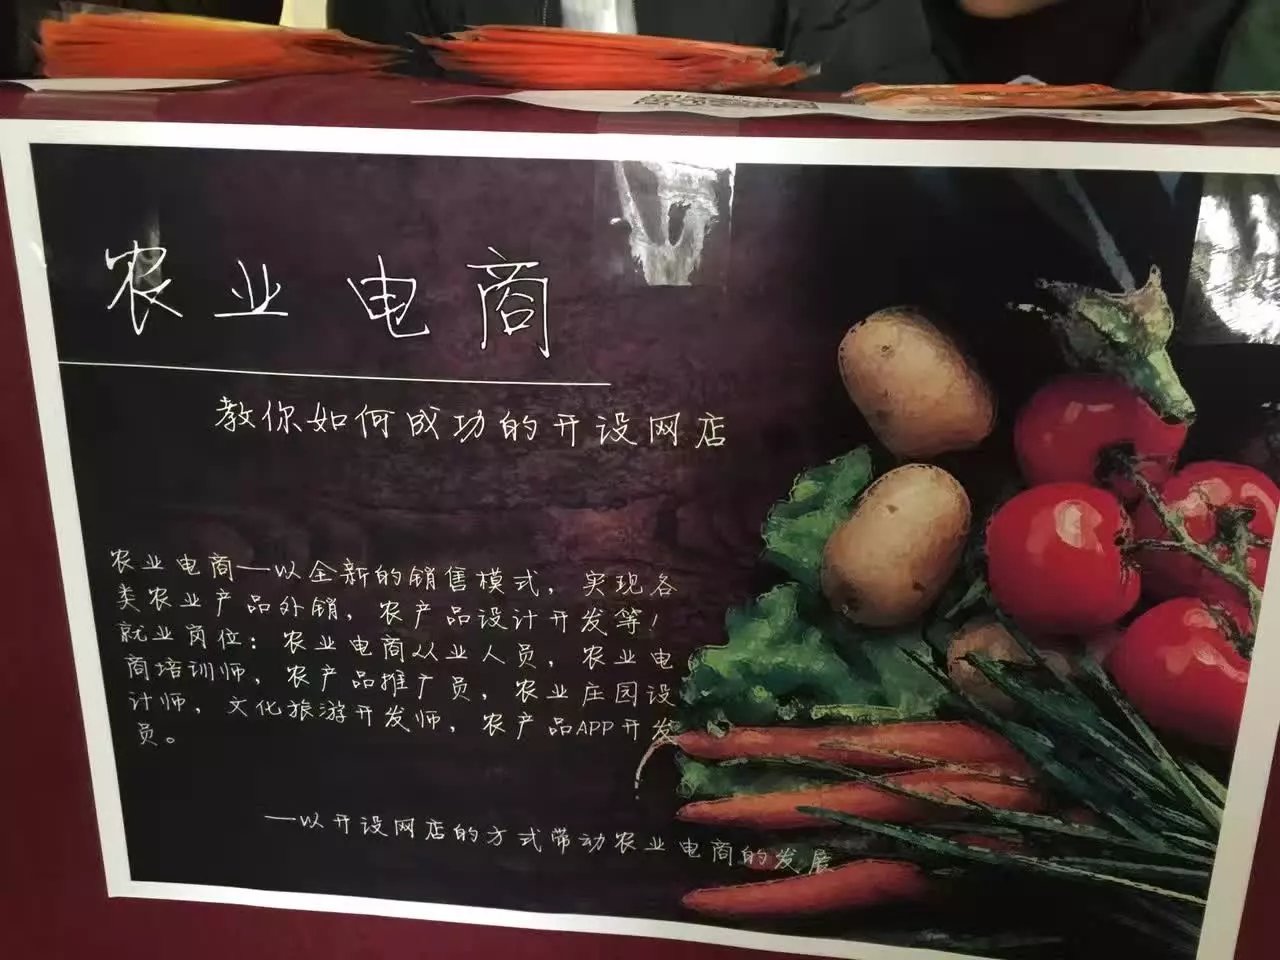 农业电商
教你如何成功的开设网店
农业电商—以全新的销售模式，实现各
类农业产品外销，农产品设计开发等！
就业岗位：农业电商从业人员，农业电
商培训师，农产品推广员，农业庄园设
计师，文化旅游开发师，农产品APP开发
员。
—以开设网店的方式带动农业电商的发展